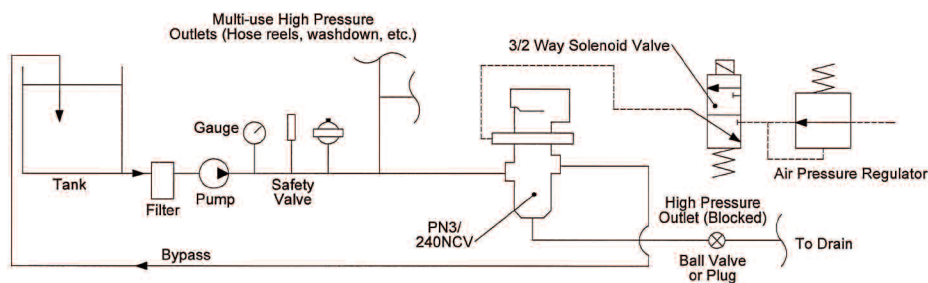 Multi-use High Pressure
Outlets (Hose reels, washdown, etc.)
3/2 Way Solenoid Valve
Gauge
Air Pressure Regulator
Tank
Filter
Pump
Safety
Valve
PN3/
240NCV
High Pressure
Outlet (Blocked)
To Drain
Ball Valve
or Plug
Bypass